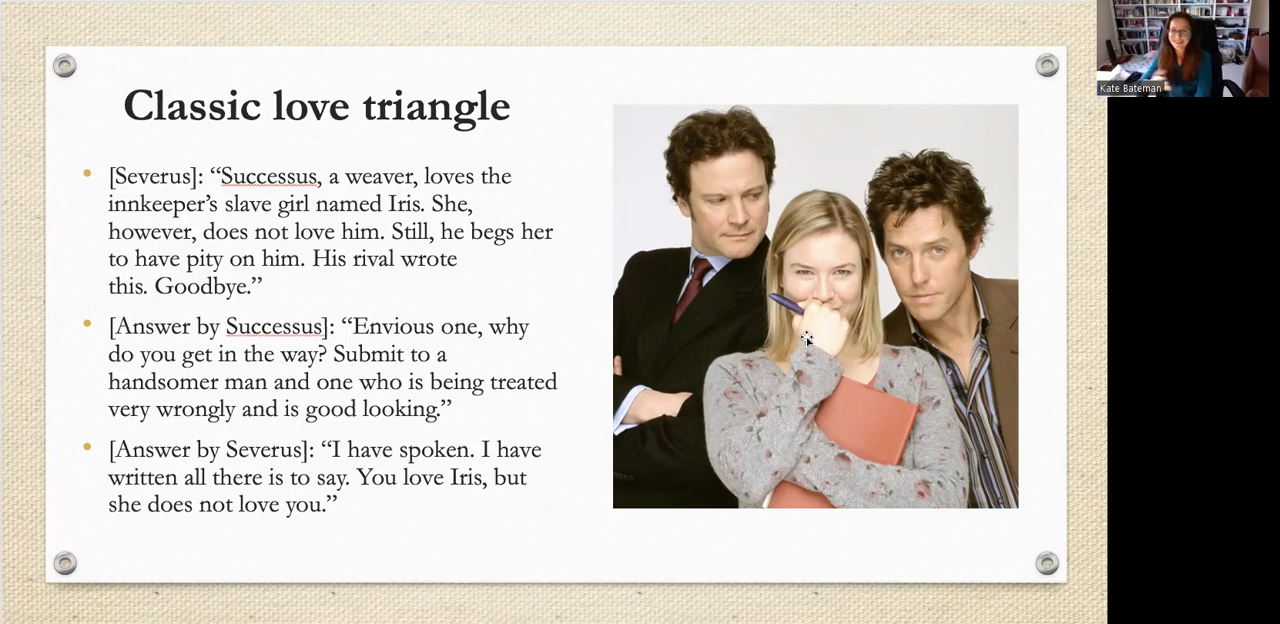 Classic love triangle
• [Severus]: “Successus, a weaver, loves the
innkeeper’s slave girl named Iris. She,
however, does not love him. Still, he begs her
to have pity on him. His rival wrote
this. Goodbye.”
• [Answer by Successus]: “Envious one, why
do you get in the way? Submit to a
handsomer man and one who is being treated
very wrongly and is good looking.”
• [Answer by Severus]: “I have spoken. I have
written all there is to say. You love Iris, but
she does not love you.”
Kate Bateman